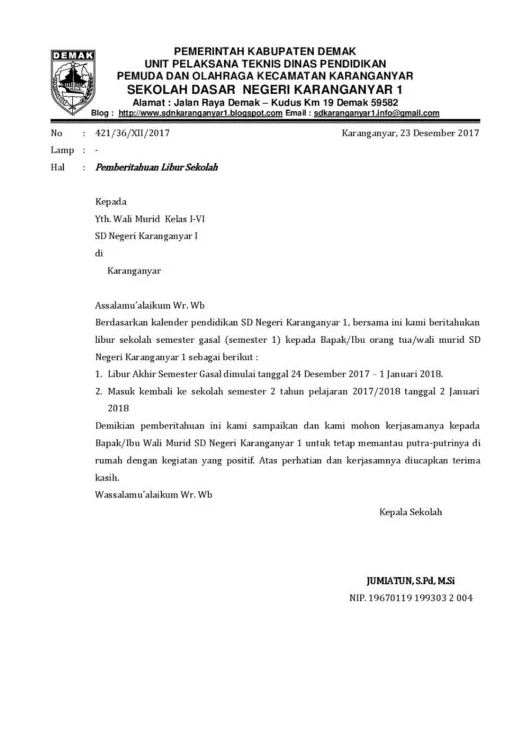 DEMAK
PEMERINTAH KABUPATEN DEMAK
UNIT PELAKSANA TEKNIS DINAS PENDIDIKAN
PEMUDA DAN OLAHRAGA KECAMATAN KARANGANYAR
SEKOLAH DASAR NEGERI KARANGANYAR 1
Alamat : Jalan Raya Demak – Kudus Km 19 Demak 59582
Blog : http://www.sdnkaranganyar1.blogspot.com Email : sdkaranganyar1.info@gmail.com
No : 421/36/XII/2017 Karanganyar, 23 Desember 2017
Lamp : -
Hal : Pemberitahuan Libur Sekolah
Kepada
Yth. Wali Murid Kelas I-VI
SD Negeri Karanganyar I
di
Karanganyar
Assalamu'alaikum Wr. Wb
Berdasarkan kalender pendidikan SD Negeri Karanganyar 1, bersama ini kami beritahukan
libur sekolah semester gasal (semester 1) kepada Bapak/Ibu orang tua/wali murid SD
Negeri Karanganyar 1 sebagai berikut :
1. Libur Akhir Semester Gasal dimulai tanggal 24 Desember 2017 – 1 Januari 2018.
2. Masuk kembali ke sekolah semester 2 tahun pelajaran 2017/2018 tanggal 2 Januari
2018
Demikian pemberitahuan ini kami sampaikan dan kami mohon kerjasamanya kepada
Bapak/Ibu Wali Murid SD Negeri Karanganyar 1 untuk tetap memantau putra-putrinya di
rumah dengan kegiatan yang positif. Atas perhatian dan kerjasamnya diucapkan terima
kasih.
Wassalamu'alaikum Wr. Wb
Kepala Sekolah
JUMIATUN, S.Pd, M.Si
NIP. 19670119 199303 2 004